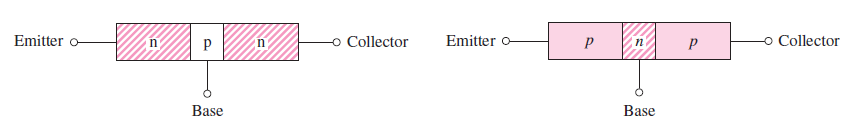 Emitter n p n Collector
Base
Emitter p n p Collector
Base